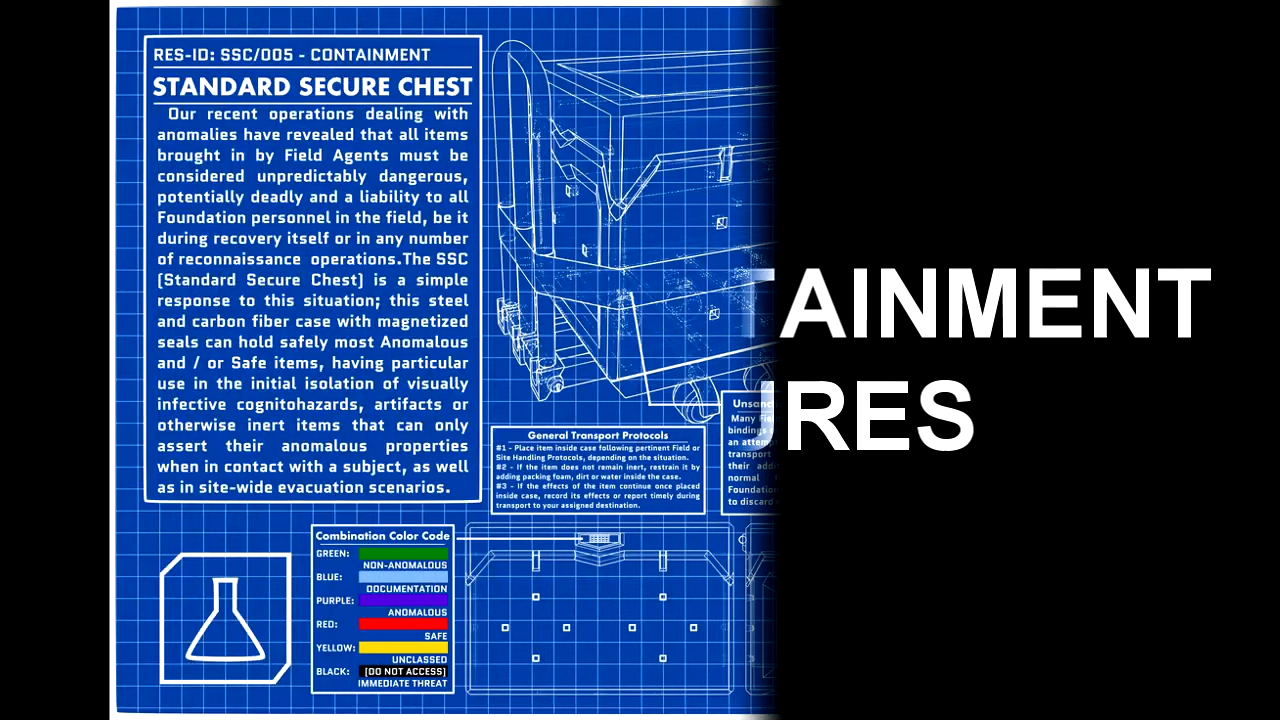 RES-ID: SSC/005 - CONTAINMENT
STANDARD SECURE CHEST
Our recent operations dealing with
anomalies have revealed that all items
brought in by Field Agents must be
considered unpredictably dangerous,
potentially deadly and a liability to all
Foundation personnel in the field, be it
during recovery itself or in any number
of reconnaissance operations.The SSC
[Standard Secure Chest] is a simple
response to this situation; this steel
and carbon fiber case with magnetized
seals can hold safely most Anomalous
and / or Safe items, having particular
use in the initial isolation of visually
infective cognitohazards, artifacts or
otherwise inert items that can only
assert their anomalous properties
when in contact with a subject, as well
as in site-wide evacuation scenarios.
TAINMENT
RES
General Transport Protocols
#1 - Place item inside case following pertinent Field or
Site Handling Protocols, depending on the situation.
#2 - If the item does not remain inert, restrain it by
adding packing foam, dirt or water inside the case.
#3 - If the effects of the item continue once placed
inside case, record its effects or report timely during
transport to your assigned destination.
Many
bindings
an
transport
their
normal
Foundation
to discard
Combination Color Code
GREEN:
NON-ANOMALOUS
BLUE:
DOCUMENTATION
PURPLE:
ANOMALOUS
RED:
SAFE
YELLOW:
UNCLASSED
BLACK: [DO NOT ACCESS]
IMMEDIATE THREAT